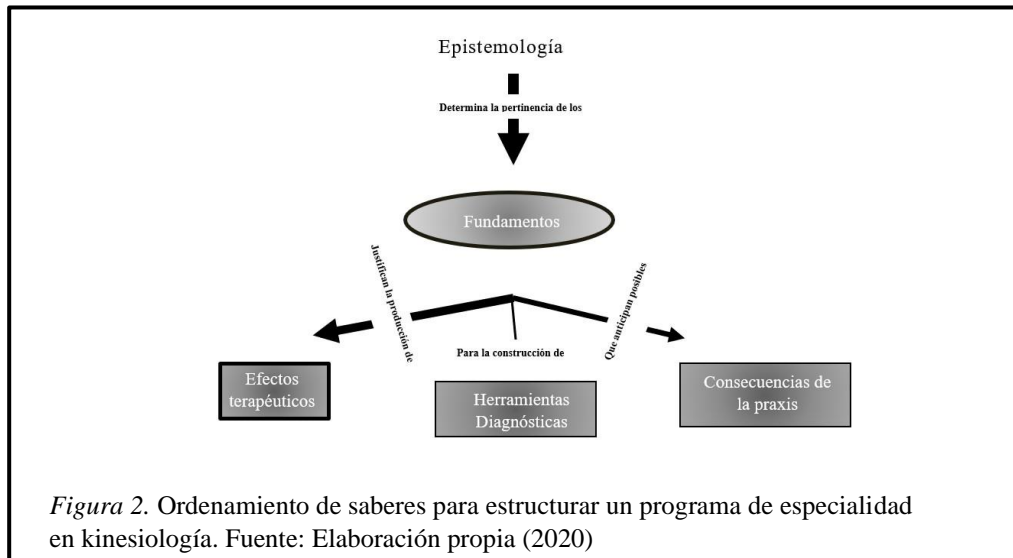 Epistemología
Determina la pertinencia de los
Fundamentos
Justifican la producción de
Para la construcción de
Que anticipan posibles
Efectos
terapéuticos
Herramientas
Diagnósticas
Consecuencias de
la praxis
Figura 2. Ordenamiento de saberes para estructurar un programa de especialidad
en kinesiología. Fuente: Elaboración propia (2020)